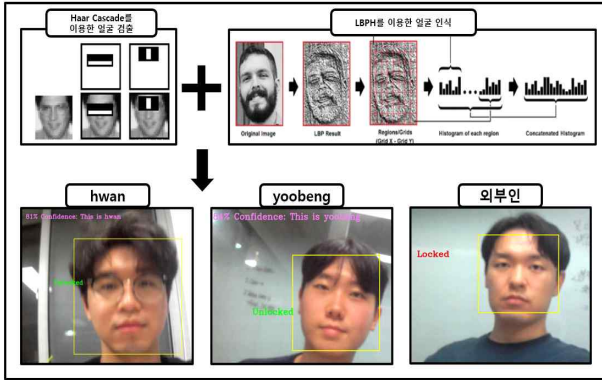 Haar Cascade를
이용한 얼굴 검출
LBPH를 이용한 얼굴 인식
Original Image
LBP Result
Regions/Grids
(Grid X - Grid Y)
Histogram of each region
Concatenated Histogram
hwan
yoobeng
외부인
81% Confidence: This is hwan
Confidence: This is yoobeng
Locked
Unlocked